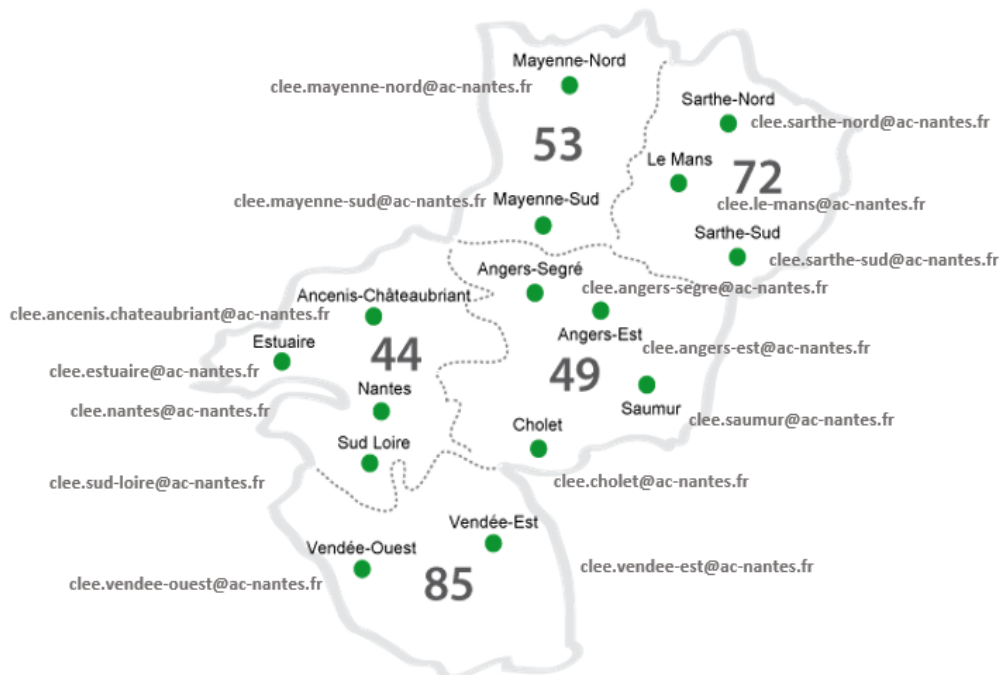 Mayenne-Nord
clee.mayenne-nord@ac-nantes.fr
Sarthe-Nord
clee.sarthe-nord@ac-nantes.fr
53
Le Mans
72
clee.mayenne-sud@ac-nantes.fr
Mayenne-Sud
clee.le-mans@ac-nantes.fr
Sarthe-Sud
clee.sarthe-sud@ac-nantes.fr
Angers-Segré
clee.angers-segre@ac-nantes.fr
Ancenis-Châteaubriant
clee.ancenis.chateaubriant@ac-nantes.fr
Angers-Est
clee.angers-est@ac-nantes.fr
Estuaire
44
clee.estuaire@ac-nantes.fr
49
Nantes
clee.nantes@ac-nantes.fr
Saumur
clee.saumur@ac-nantes.fr
Cholet
Sud Loire
clee.sud-loire@ac-nantes.fr
clee.cholet@ac-nantes.fr
Vendée-Est
Vendée-Ouest
clee.vendee-est@ac-nantes.fr
clee.vendee-ouest@ac-nantes.fr
85